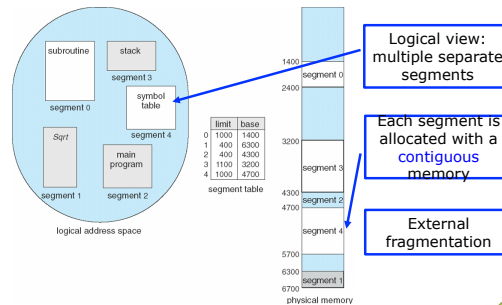 subroutine
stack
segment 3
symbol
table
segment 0
segment 4
Sqrt
main
program
segment 1
segment 2
logical address space
limit base
0 1000 1400
1 400 6300
2 400 4300
3 1100 3200
4 1000 4700
segment table
1400
segment 0
2400
3200
segment 3
4300
segment 2
4700
segment 4
5700
6300
segment 1
6700
physical memory
Logical view:
multiple separate
segments
Each segment is
allocated with a
contiguous
memory
External
fragmentation